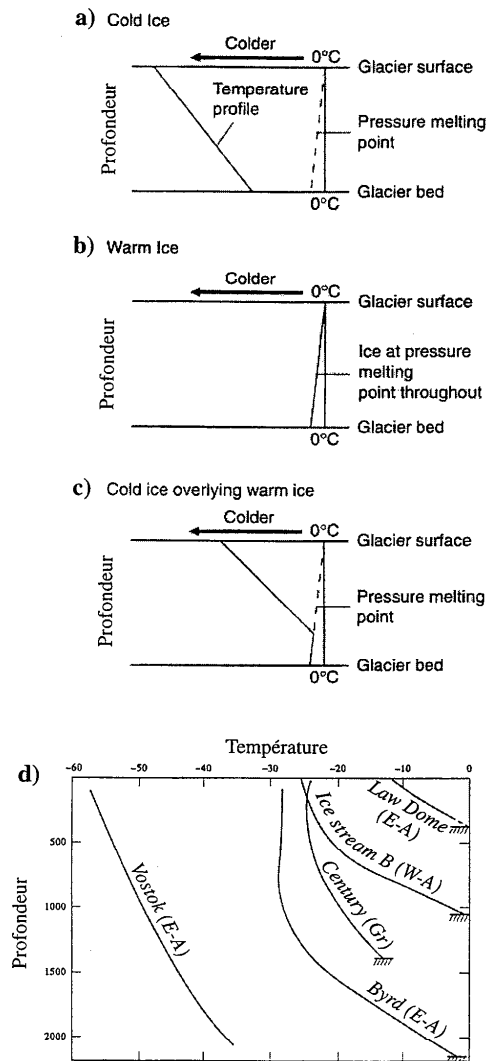 a) Cold Ice
Colder 0°C
Glacier surface
Temperature
profile
Pressure melting
point
Profondeur
Glacier bed
0°C
b) Warm Ice
Colder 0°C
Glacier surface
Ice at pressure
melting
point throughout
Profondeur
Glacier bed
0°C
c) Cold ice overlying warm ice
Colder 0°C
Glacier surface
Pressure melting
point
Profondeur
Glacier bed
0°C
Température
d)
-60 -50 -40 -30 -20 -10 0
Law Dome
(E-A)
Ice stream B (W-A)
Century (Gr)
Vostok (E-A)
Byrd (E-A)
Profondeur
500
1000
1500
2000